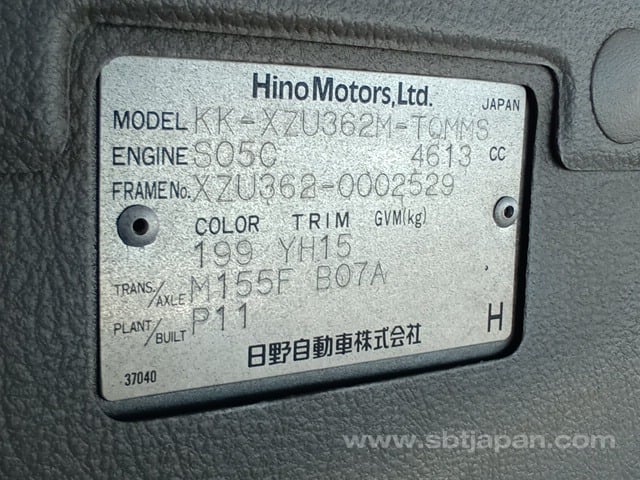 Hino Motors, Ltd.
JAPAN
MODEL KK-XZU362M-TQMMS
ENGINE S05C 4613 CC
FRAME No. XZU362-0002529
COLOR TRIM GVM(kg)
199 YH15
TRANS./AXLE M155F B07A
PLANT/BUILT P11
日野自動車株式会社 H
37040
www.sbtjapan.com